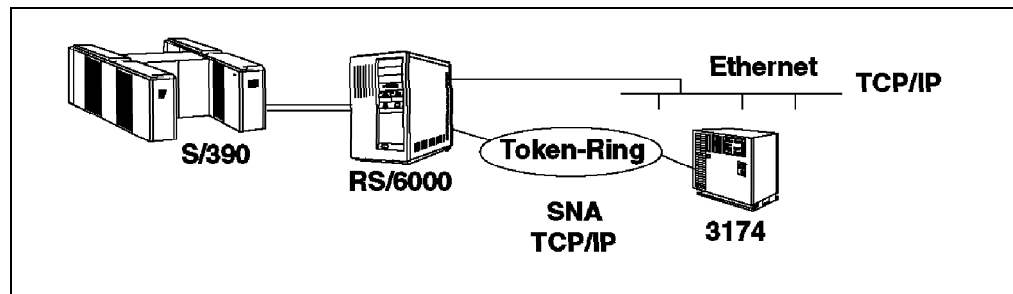 Ethernet
TCP/IP
S/390
RS/6000
Token-Ring
SNA
TCP/IP
3174